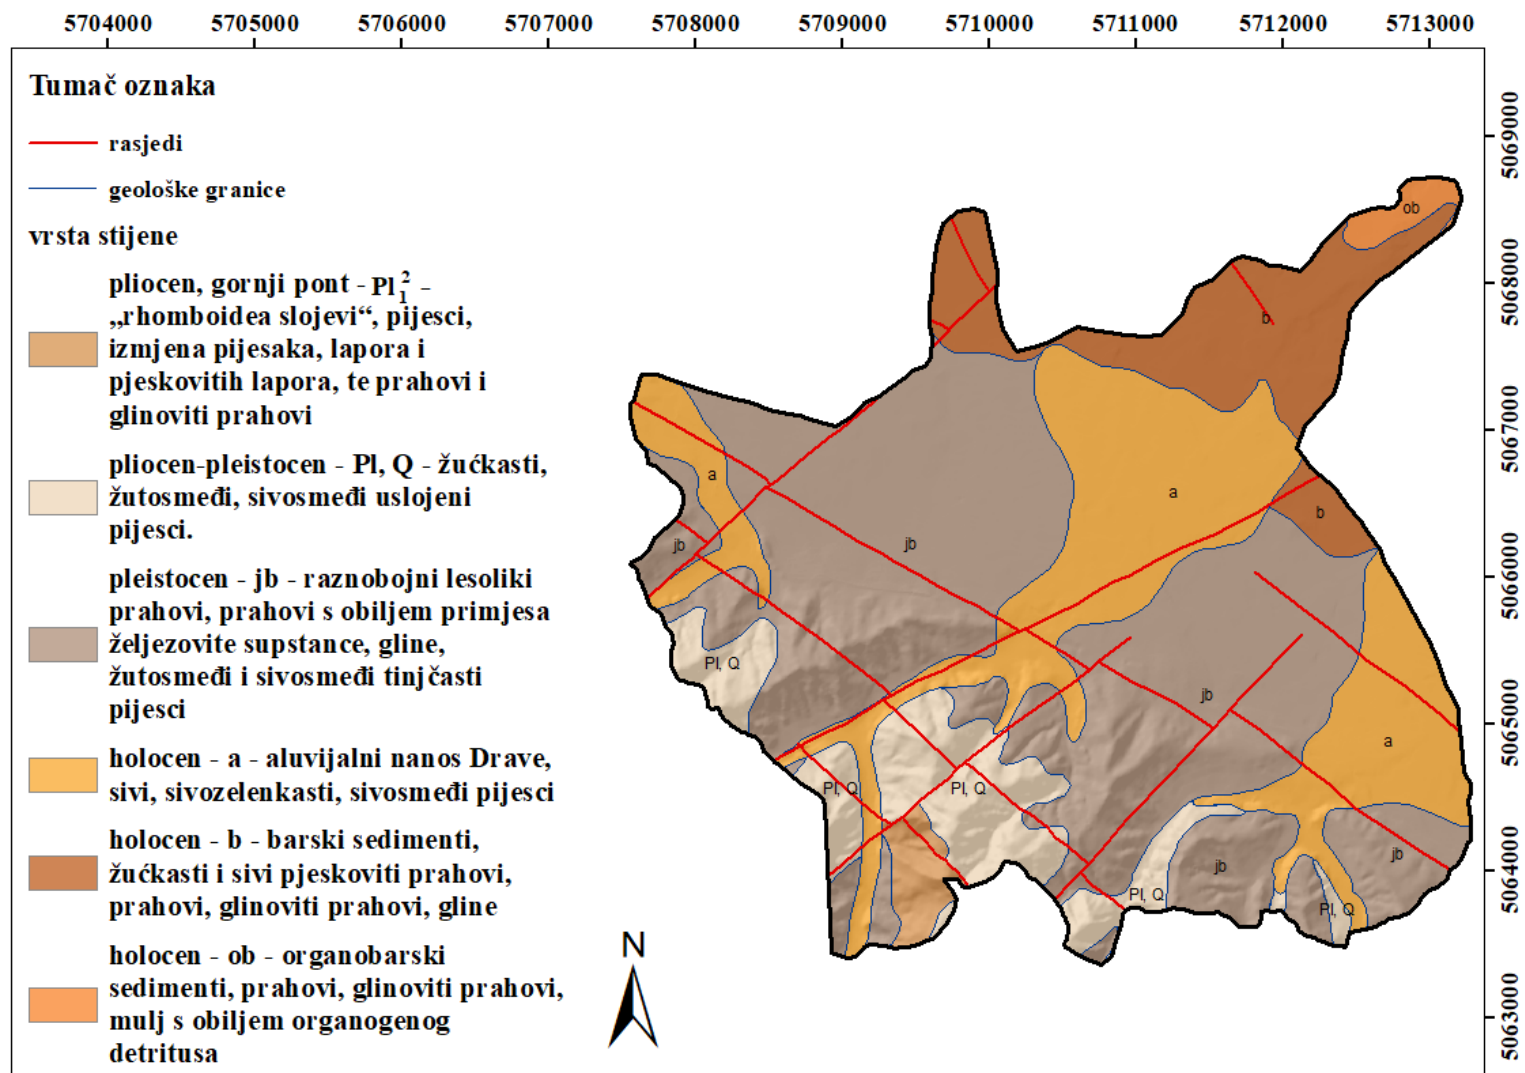 5704000 5705000 5706000 5707000 5708000 5709000 5710000 5711000 5712000 5713000
Tumač oznaka
rasjedi
geološke granice
vrsta stijene
pliocen, gornji pont - Pl₁² -
„rhomboidea slojevi“, pijesci,
izmjena pijesaka, lapora i
pjeskovitih lapora, te prahovi i
glinoviti prahovi
pliocen-pleistocen - Pl, Q - žućkasti,
žutosmeđi, sivosmeđi uslojeni
pijesci.
pleistocen - jb - raznobojni lesoliki
prahovi, prahovi s obiljem primjesa
željezovite supstance, gline,
žutosmeđi i sivosmeđi tinjčasti
pijesci
holocen - a - aluvijalni nanos Drave,
sivi, sivozelenkasti, sivosmeđi pijesci
holocen - b - barski sedimenti,
žućkasti i sivi pjeskoviti prahovi,
prahovi, glinoviti prahovi, gline
holocen - ob - organobarski
sedimenti, prahovi, glinoviti prahovi,
mulj s obiljem organogenog
detritusa
ob
b
a
a
b
jb
jb
Pl, Q
jb
a
Pl, Q
Pl, Q
jb
jb
Pl, Q
Pl, Q
N
5069000
5068000
5067000
5066000
5065000
5064000
5063000